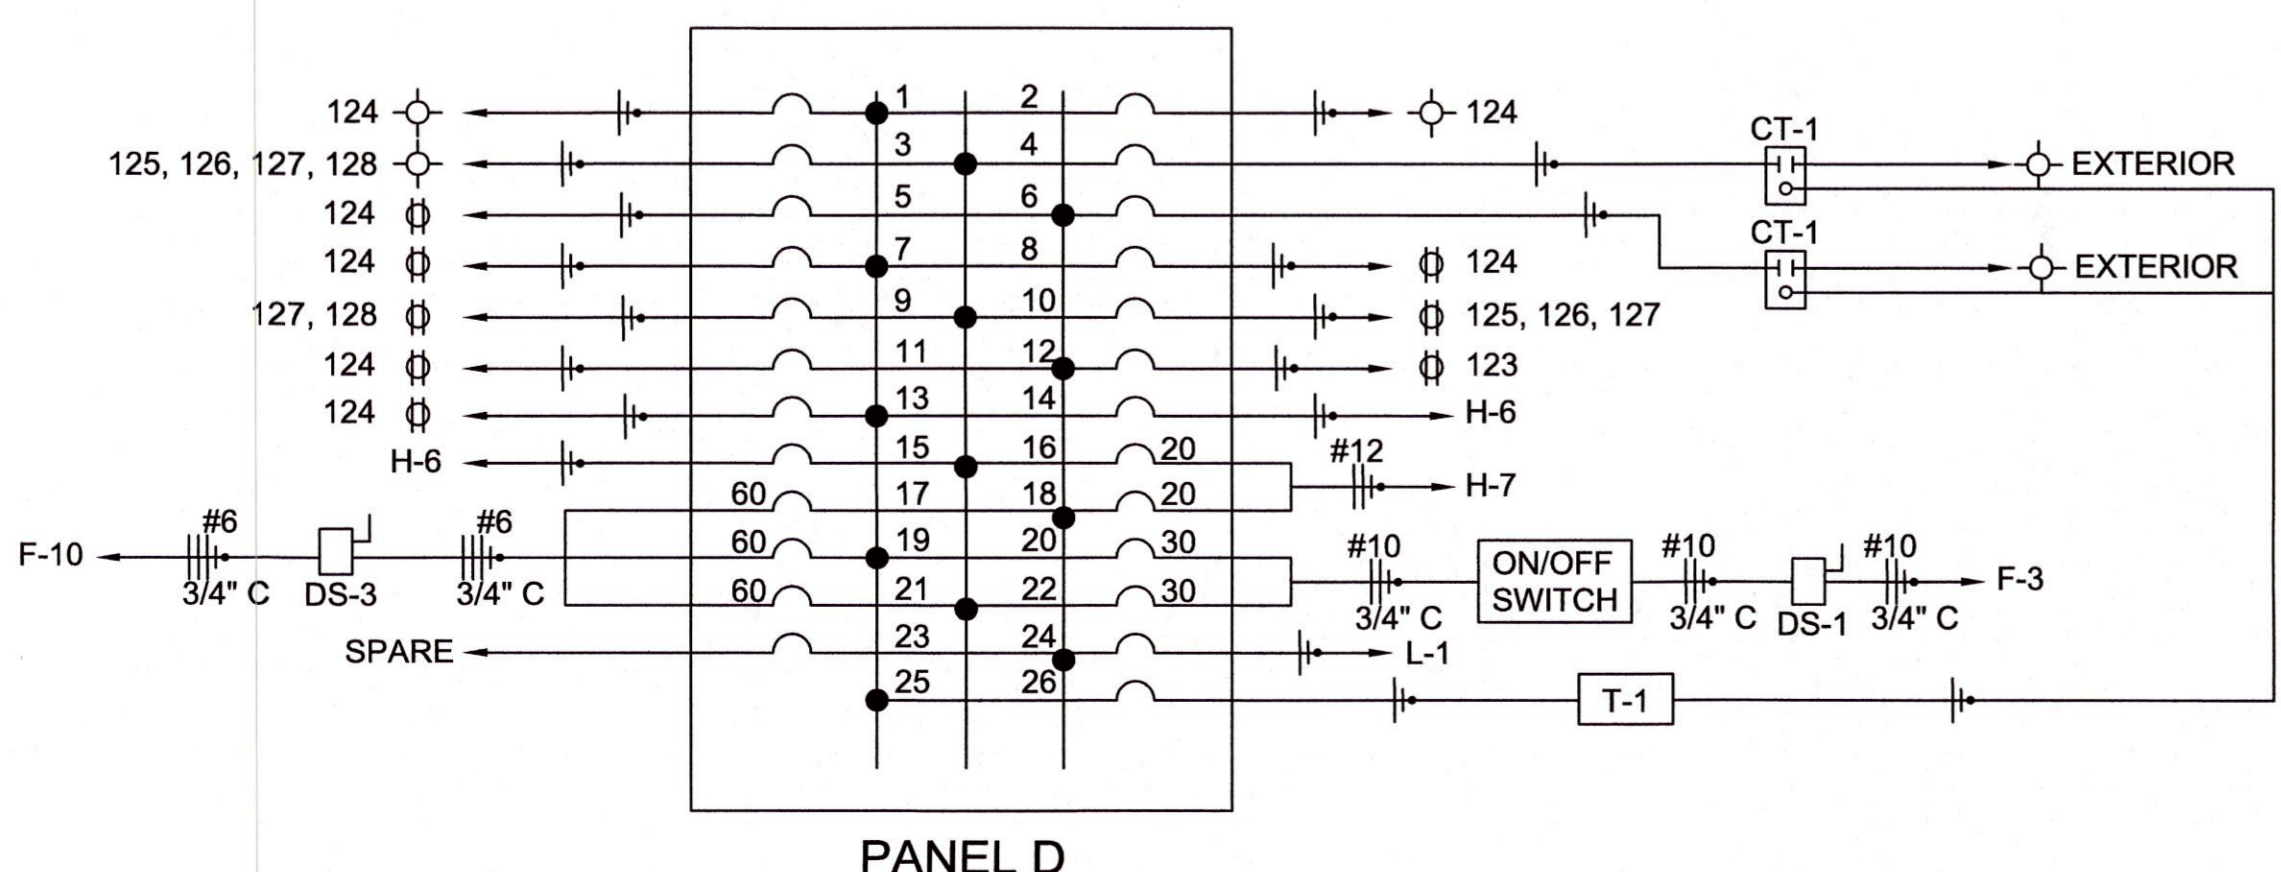 1 2
124 124
CT-1
3 4
125, 126, 127, 128 EXTERIOR
5 6
124
CT-1
7 8
124 124 EXTERIOR
9 10
127, 128 125, 126, 127
11 12
124 123
13 14
124 H-6
15 16 20 #12
H-6
H-7
60 17 18 20
#6 #6
F-10 60 19 20 30 #10 ON/OFF SWITCH #10 #10 F-3
3/4" C DS-3 3/4" C 60 21 22 30 3/4" C 3/4" C DS-1 3/4" C
23 24
SPARE L-1
25 26
T-1
PANEL D